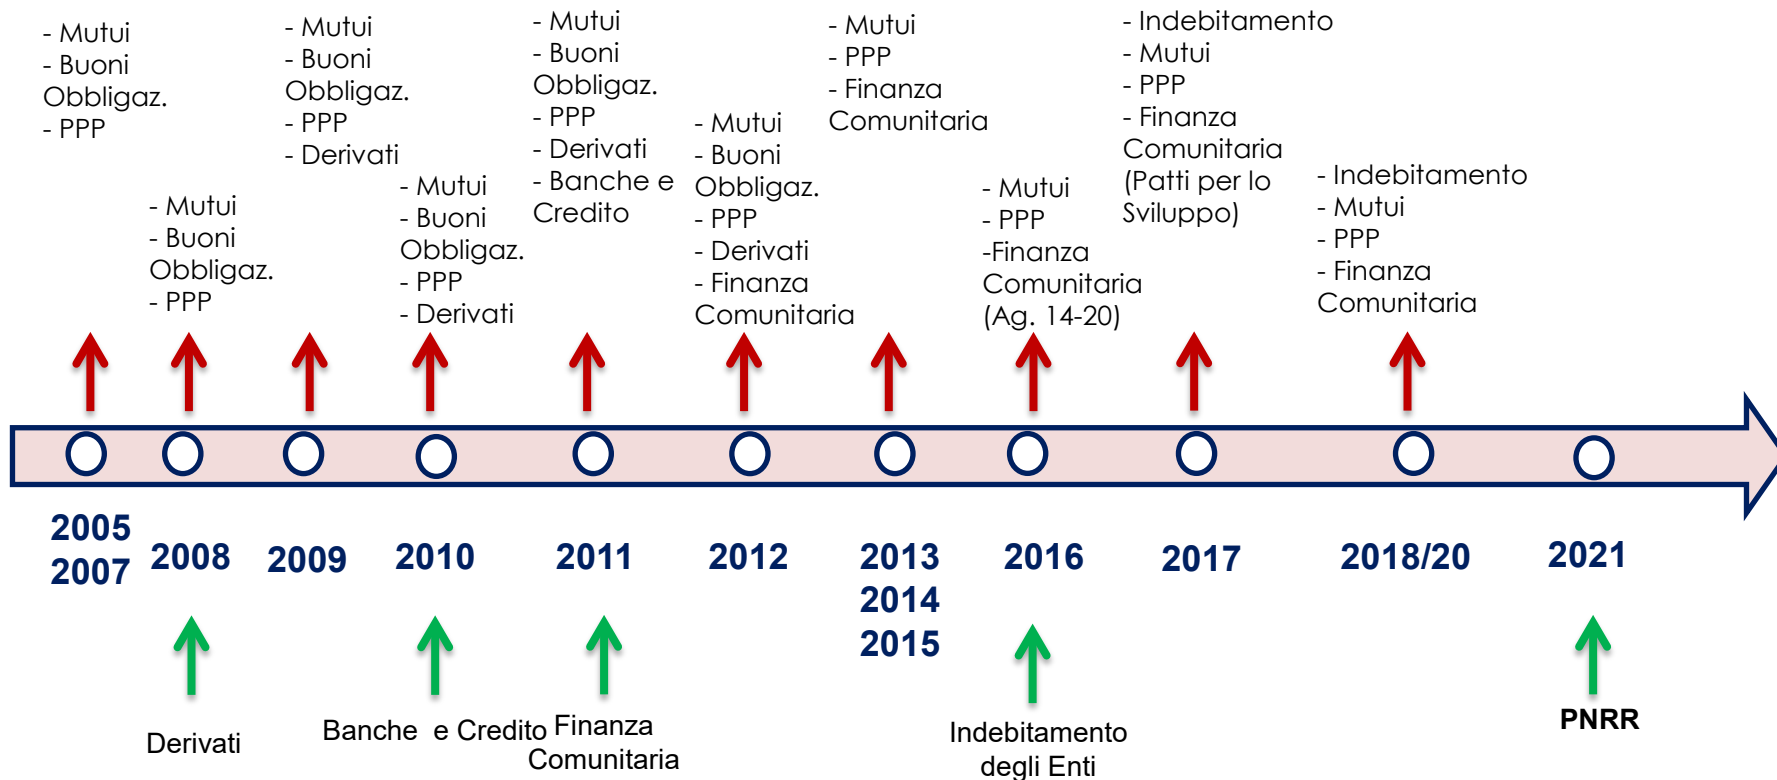 - Mutui
- Buoni
Obbligaz.
- PPP
- Mutui
- Buoni
Obbligaz.
- PPP
- Mutui
- Buoni
Obbligaz.
- PPP
- Derivati
- Mutui
- Buoni
Obbligaz.
- PPP
- Derivati
- Mutui
- Buoni
Obbligaz.
- PPP
- Derivati
- Banche e
Credito
- Mutui
- Buoni
Obbligaz.
- PPP
- Derivati
- Finanza
Comunitaria
- Mutui
- PPP
- Finanza
Comunitaria
- Mutui
- PPP
-Finanza
Comunitaria
(Ag. 14-20)
- Indebitamento
- Mutui
- PPP
- Finanza
Comunitaria
(Patti per lo
Sviluppo)
- Indebitamento
- Mutui
- PPP
- Finanza
Comunitaria
2005
2007
2008
2009
2010
2011
2012
2013
2014
2015
2016
2017
2018/20
2021
Derivati
Banche e Credito
Finanza
Comunitaria
Indebitamento
degli Enti
PNRR